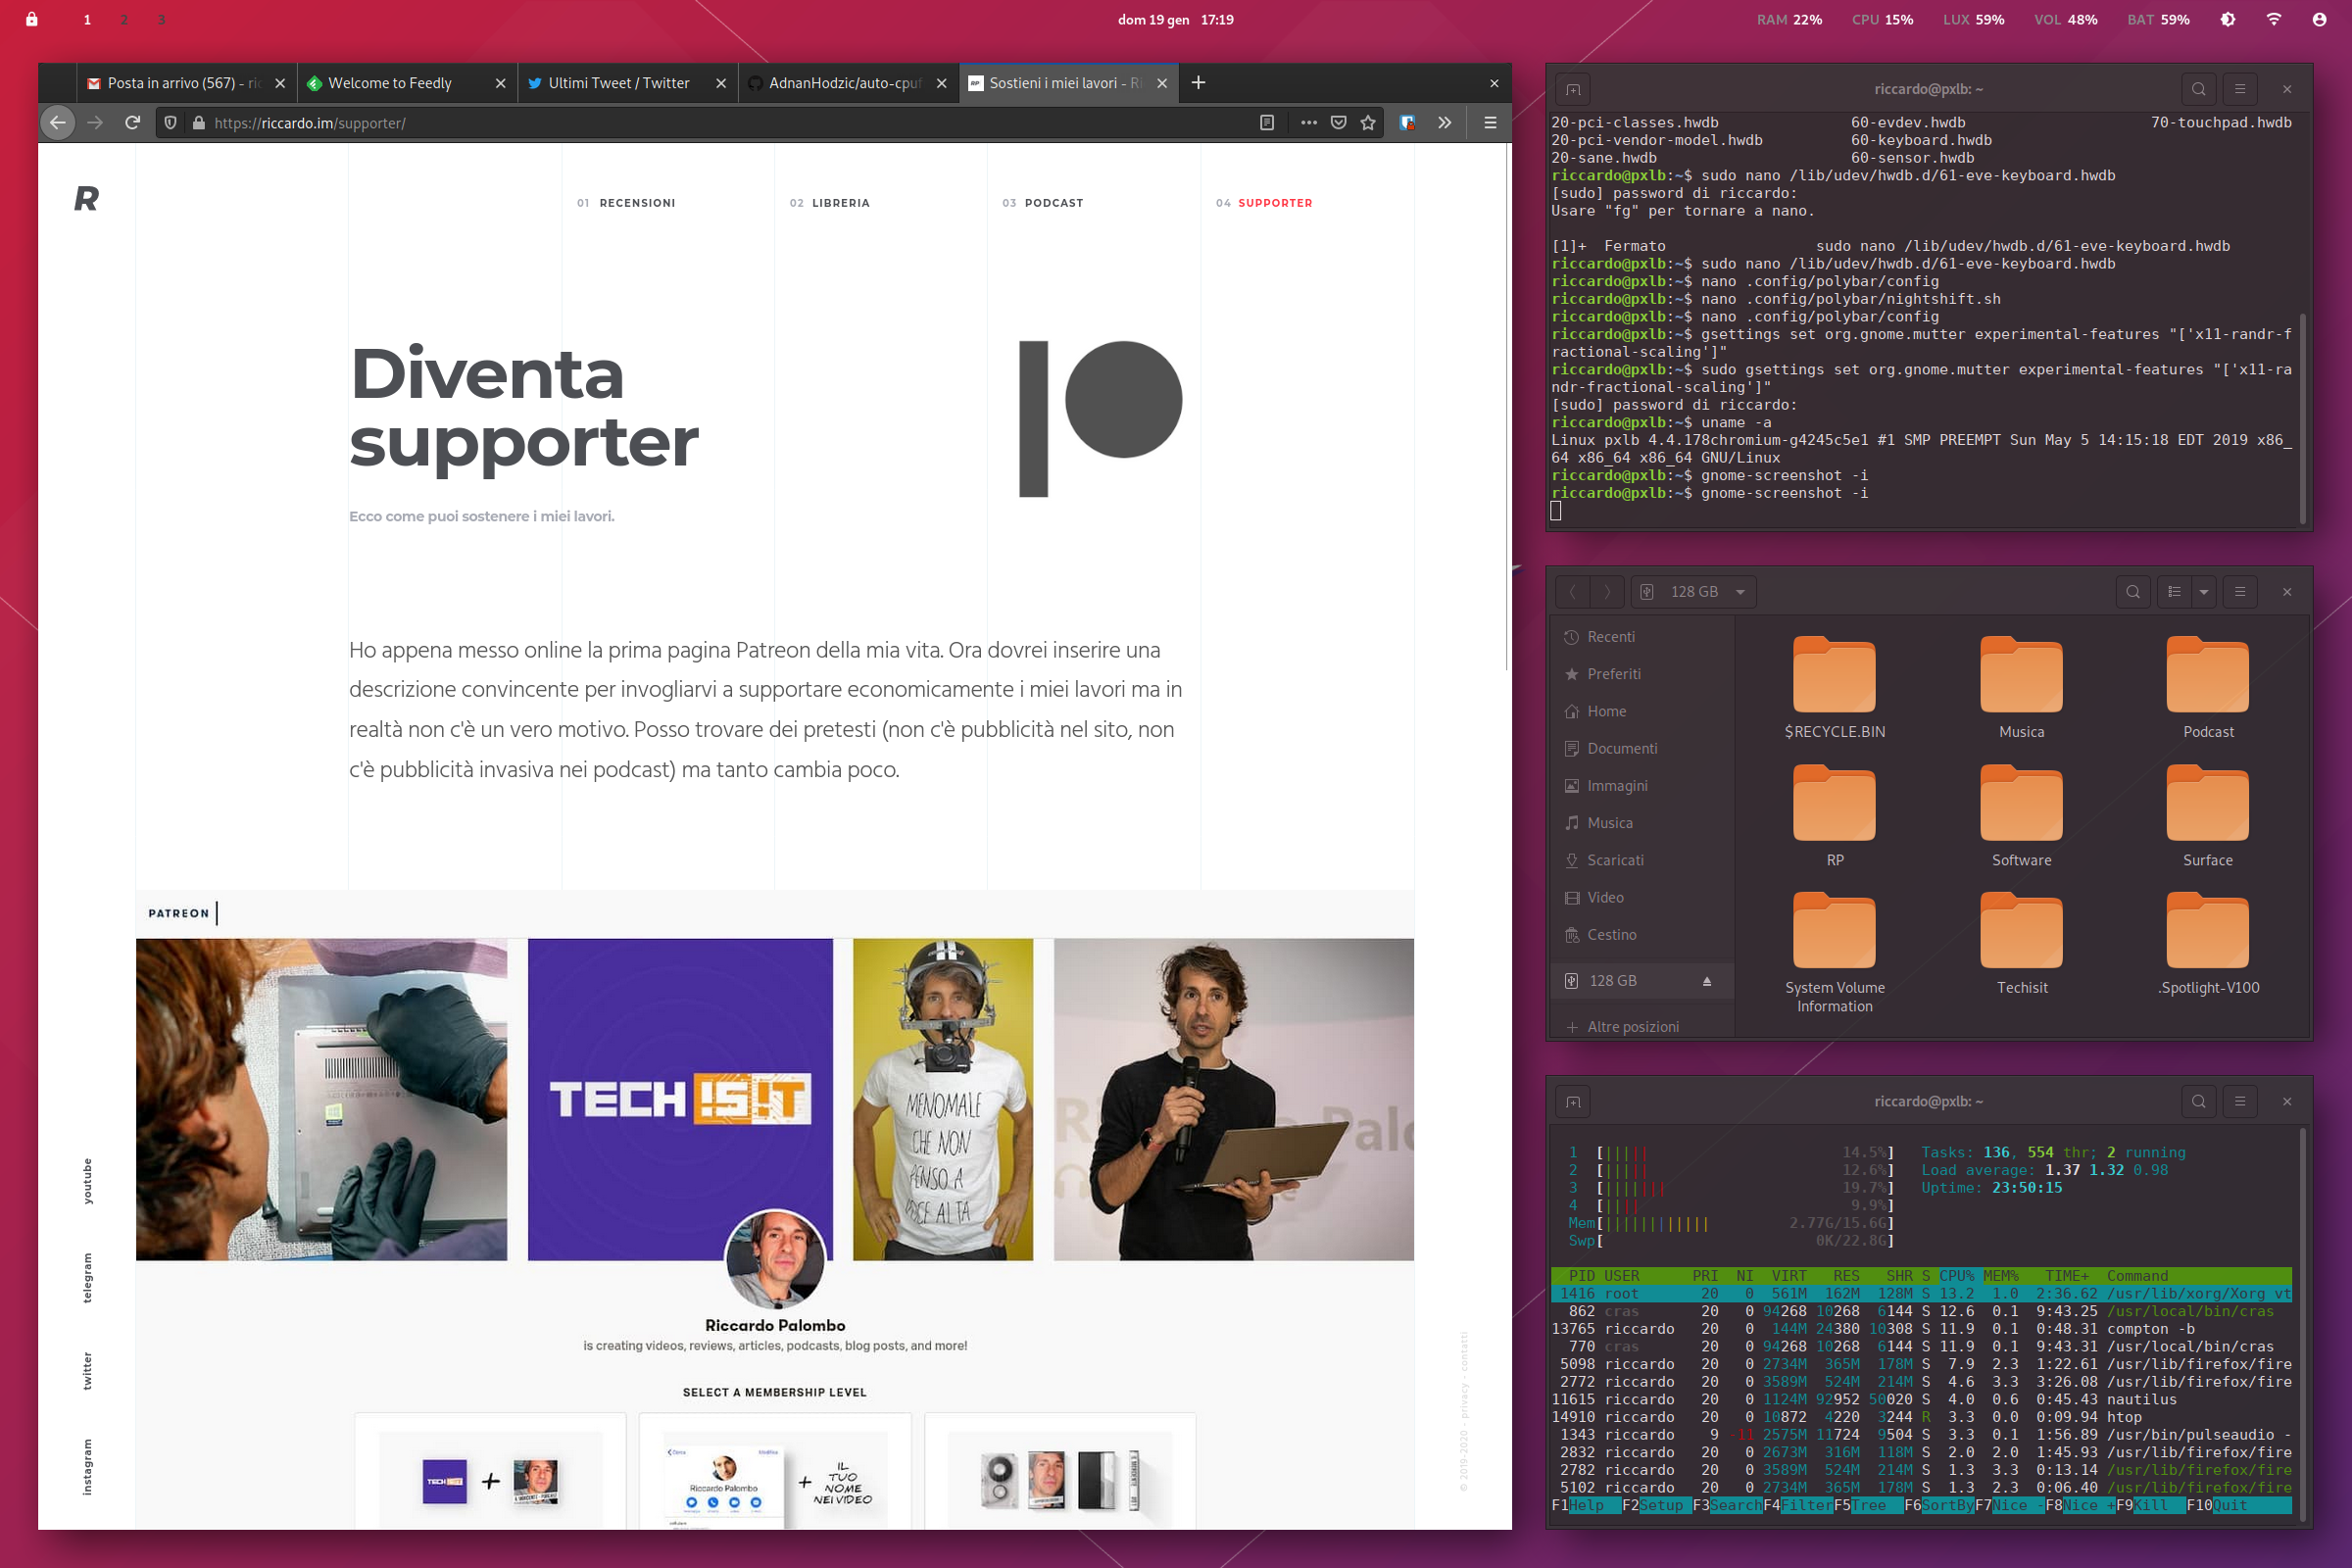 1 2 3
dom 19 gen 17:19
RAM 22% CPU 15% LUX 59% VOL 48% BAT 59%
Posta in arrivo (567) - ric
Welcome to Feedly
Ultimi Tweet / Twitter
AdnanHodzic/auto-cpuf
Sostieni i miei lavori - Ri
https://riccardo.im/supporter/
R
01 RECENSIONI
02 LIBRERIA
03 PODCAST
04 SUPPORTER
Diventa
supporter
Ecco come puoi sostenere i miei lavori.
Ho appena messo online la prima pagina Patreon della mia vita. Ora dovrei inserire una
descrizione convincente per invogliarvi a supportare economicamente i miei lavori ma in
realtà non c'è un vero motivo. Posso trovare dei pretesti (non c'è pubblicità nel sito, non
c'è pubblicità invasiva nei podcast) ma tanto cambia poco.
PATREON
TECH !S!T
MENOMALE
CHE NON
PENSO A
VOCE ALTA
Riccardo Palombo
is creating videos, reviews, articles, podcasts, blog posts, and more!
SELECT A MEMBERSHIP LEVEL
TECH !S!T +
Cerca Modifica
Riccardo Palombo
+ IL
TUO
NOME
NEI VIDEO
youtube
telegram
twitter
instagram
© 2019-2020 - privacy - contatti
riccardo@pxlb: ~
20-pci-classes.hwdb 60-evdev.hwdb 70-touchpad.hwdb
20-pci-vendor-model.hwdb 60-keyboard.hwdb
20-sane.hwdb 60-sensor.hwdb
riccardo@pxlb:~$ sudo nano /lib/udev/hwdb.d/61-eve-keyboard.hwdb
[sudo] password di riccardo:
Usare "fg" per tornare a nano.
[1]+ Fermato sudo nano /lib/udev/hwdb.d/61-eve-keyboard.hwdb
riccardo@pxlb:~$ sudo nano /lib/udev/hwdb.d/61-eve-keyboard.hwdb
riccardo@pxlb:~$ nano .config/polybar/config
riccardo@pxlb:~$ nano .config/polybar/nightshift.sh
riccardo@pxlb:~$ nano .config/polybar/config
riccardo@pxlb:~$ gsettings set org.gnome.mutter experimental-features "['x11-randr-f
ractional-scaling']"
riccardo@pxlb:~$ sudo gsettings set org.gnome.mutter experimental-features "['x11-ra
ndr-fractional-scaling']"
[sudo] password di riccardo:
riccardo@pxlb:~$ uname -a
Linux pxlb 4.4.178chromium-g4245c5e1 #1 SMP PREEMPT Sun May 5 14:15:18 EDT 2019 x86_
64 x86_64 x86_64 GNU/Linux
riccardo@pxlb:~$ gnome-screenshot -i
riccardo@pxlb:~$ gnome-screenshot -i
128 GB
Recenti
Preferiti
Home
Documenti
Immagini
Musica
Scaricati
Video
Cestino
128 GB
Altre posizioni
$RECYCLE.BIN
Musica
Podcast
RP
Software
Surface
System Volume
Information
Techisit
.Spotlight-V100
riccardo@pxlb: ~
1 [||||| 14.5%] Tasks: 136, 554 thr; 2 running
2 [||||| 12.6%] Load average: 1.37 1.32 0.98
3 [||||||| 19.7%] Uptime: 23:50:15
4 [|||| 9.9%]
Mem[|||||||||||| 2.77G/15.6G]
Swp[ 0K/22.8G]
PID USER PRI NI VIRT RES SHR S CPU% MEM% TIME+ Command
1416 root 20 0 561M 162M 128M S 13.2 1.0 2:36.62 /usr/lib/xorg/Xorg vt
862 cras 20 0 94268 10268 6144 S 12.6 0.1 9:43.25 /usr/local/bin/cras
13765 riccardo 20 0 144M 24380 10308 S 11.9 0.1 0:48.31 compton -b
770 cras 20 0 94268 10268 6144 S 11.9 0.1 9:43.31 /usr/local/bin/cras
5098 riccardo 20 0 2734M 365M 178M S 7.9 2.3 1:22.61 /usr/lib/firefox/fire
2772 riccardo 20 0 3589M 524M 214M S 4.6 3.3 3:26.08 /usr/lib/firefox/fire
11615 riccardo 20 0 1124M 92952 50020 S 4.0 0.6 0:45.43 nautilus
14910 riccardo 20 0 10872 4220 3244 R 3.3 0.0 0:09.94 htop
1343 riccardo 9 -11 2575M 11724 9504 S 3.3 0.1 1:56.89 /usr/bin/pulseaudio -
2832 riccardo 20 0 2673M 316M 118M S 2.0 2.0 1:45.93 /usr/lib/firefox/fire
2782 riccardo 20 0 3589M 524M 214M S 1.3 3.3 0:13.14 /usr/lib/firefox/fire
5102 riccardo 20 0 2734M 365M 178M S 1.3 2.3 0:06.40 /usr/lib/firefox/fire
F1Help F2Setup F3SearchF4FilterF5Tree F6SortByF7Nice -F8Nice +F9Kill F10Quit